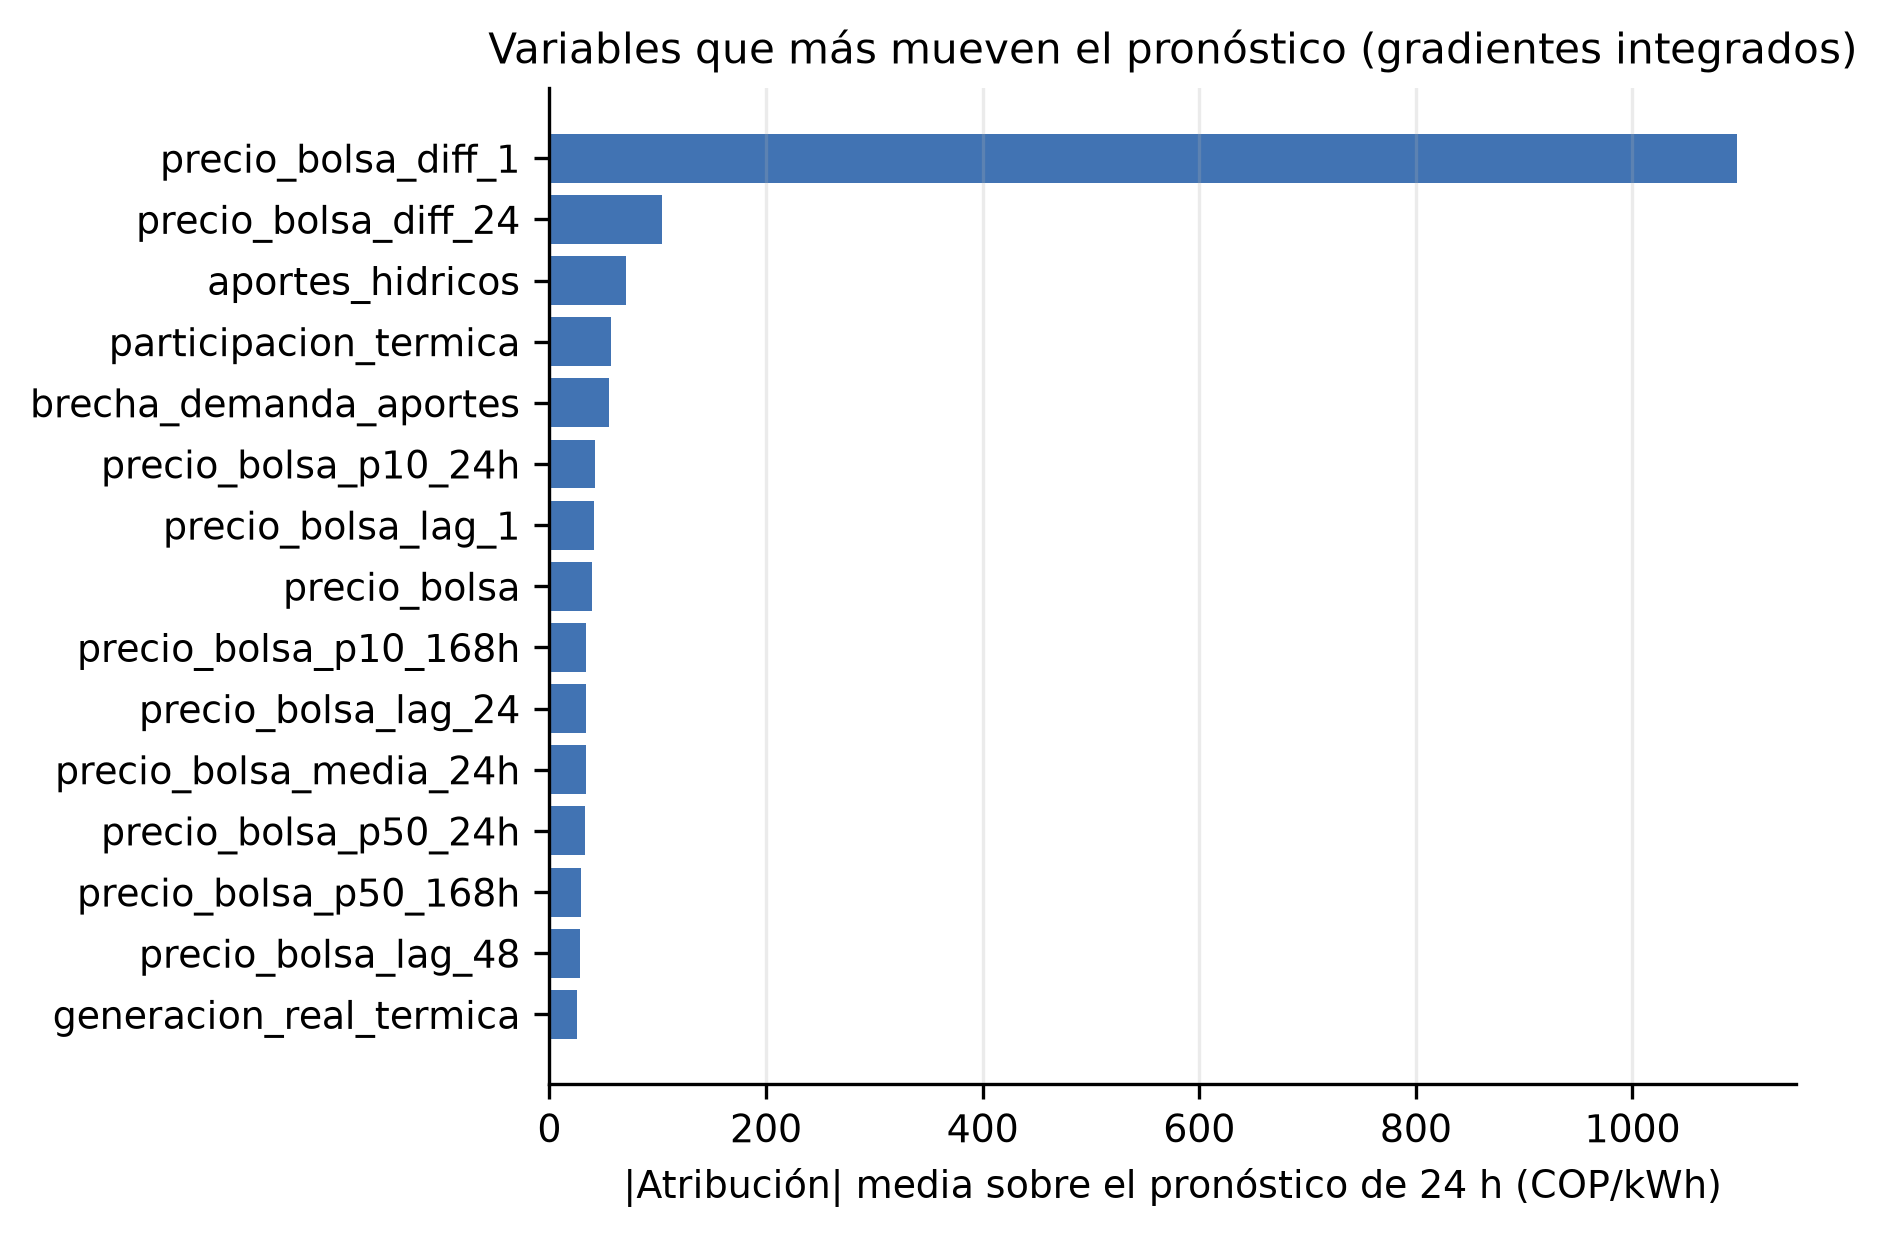 Variables que más mueven el pronóstico (gradientes integrados)
precio_bolsa_diff_1
precio_bolsa_diff_24
aportes_hidricos
participacion_termica
brecha_demanda_aportes
precio_bolsa_p10_24h
precio_bolsa_lag_1
precio_bolsa
precio_bolsa_p10_168h
precio_bolsa_lag_24
precio_bolsa_media_24h
precio_bolsa_p50_24h
precio_bolsa_p50_168h
precio_bolsa_lag_48
generacion_real_termica
0 200 400 600 800 1000
|Atribución| media sobre el pronóstico de 24 h (COP/kWh)